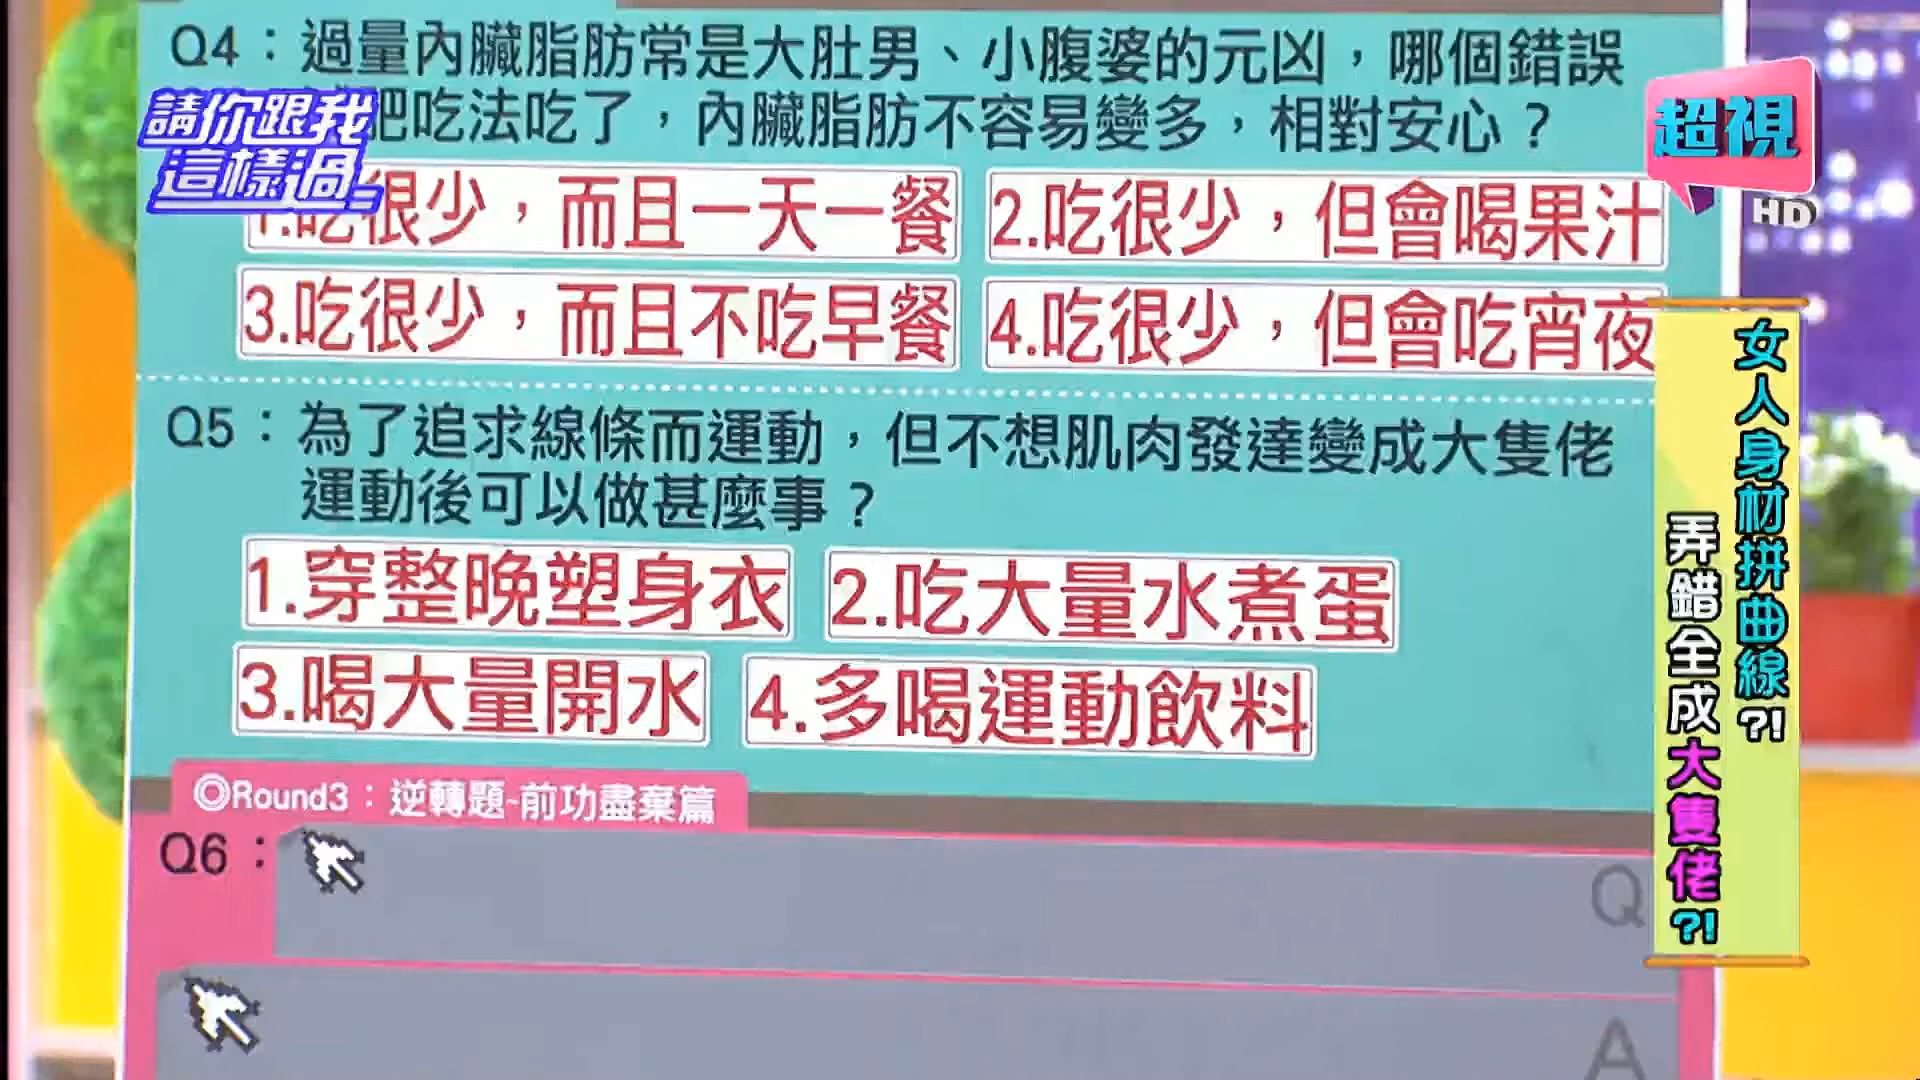 Q4：過量內臟脂肪常是大肚男、小腹婆的元凶，哪個錯誤
肥吃法吃了，內臟脂肪不容易變多，相對安心？
1.吃很少，而且一天一餐
2.吃很少，但會喝果汁
3.吃很少，而且不吃早餐
4.吃很少，但會吃宵夜
Q5：為了追求線條而運動，但不想肌肉發達變成大隻佬
運動後可以做甚麼事？
1.穿整晚塑身衣
2.吃大量水煮蛋
3.喝大量開水
4.多喝運動飲料
◎Round3：逆轉題~前功盡棄篇
Q6：
Q
A
請你跟我
這樣過
超視
HD
女人身材拼曲線?!
弄錯全成大隻佬?!